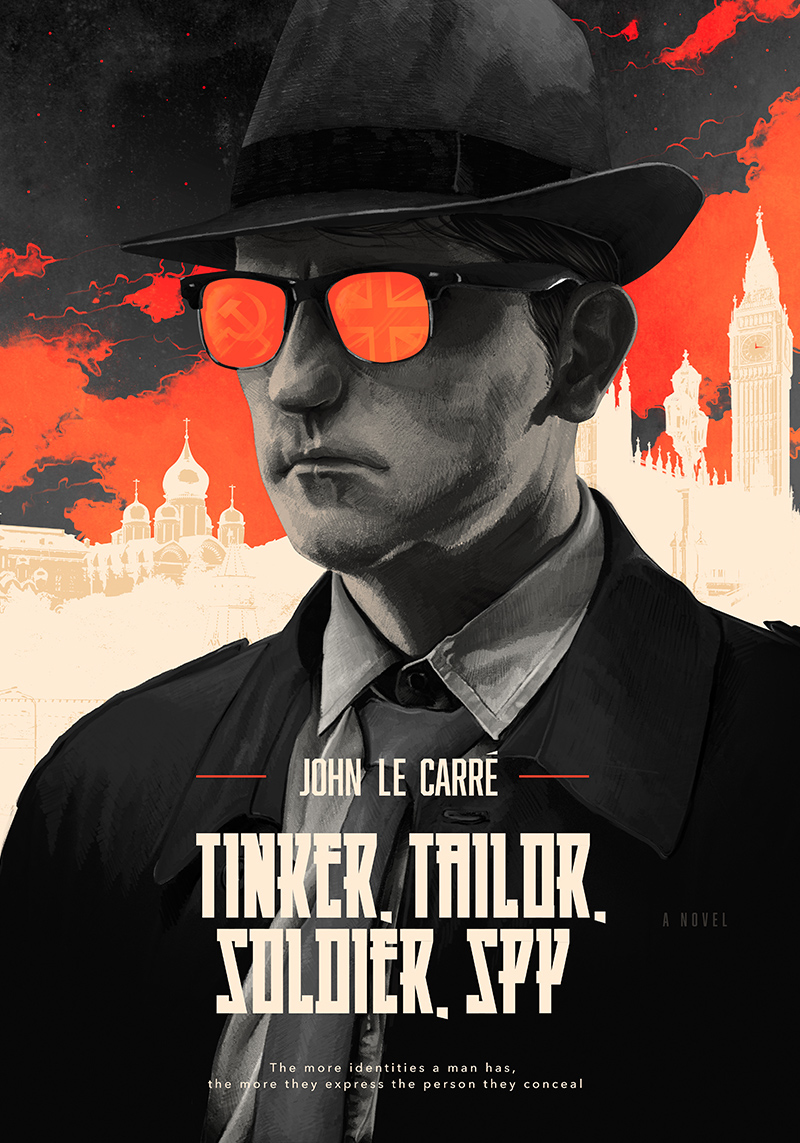 JOHN LE CARRÉ
TINKER, TAILOR,
SOLDIER, SPY
A NOVEL
The more identities a man has,
the more they express the person they conceal